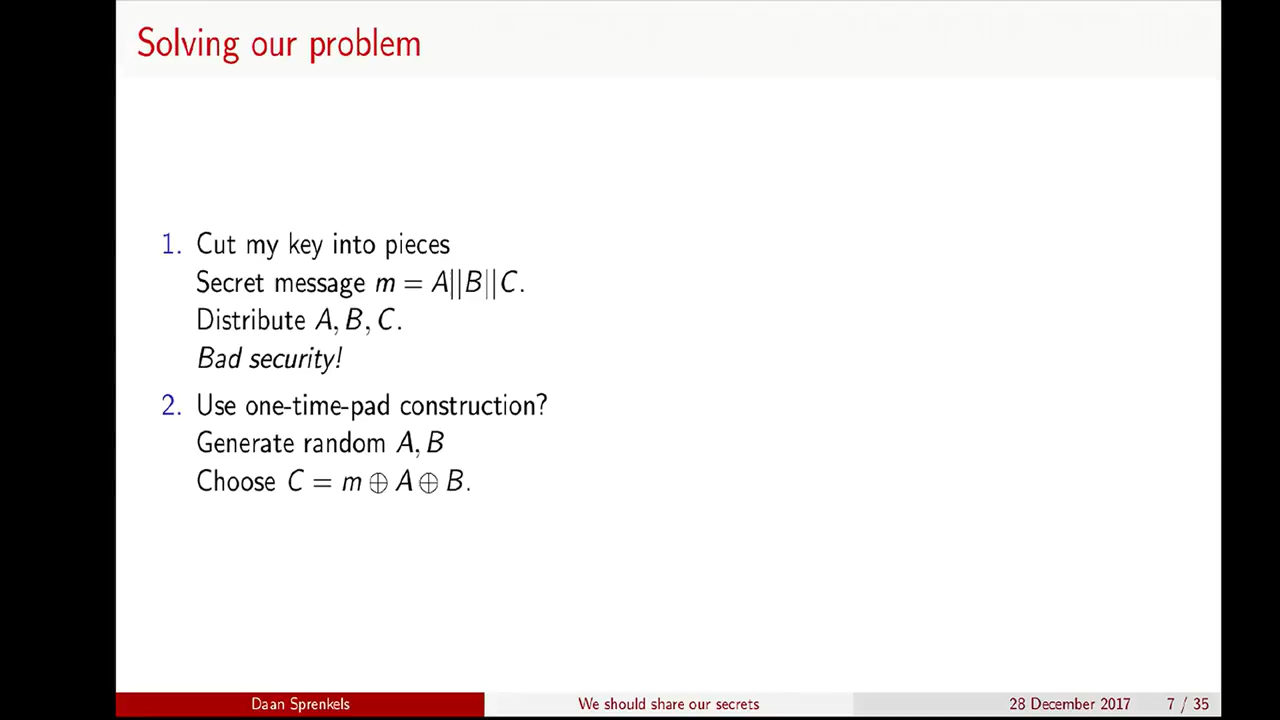 Solving our problem
1. Cut my key into pieces
Secret message m = A||B||C.
Distribute A, B, C.
Bad security!
2. Use one-time-pad construction?
Generate random A, B
Choose C = m ⊕ A ⊕ B.
Daan Sprenkels We should share our secrets 28 December 2017 7 / 35